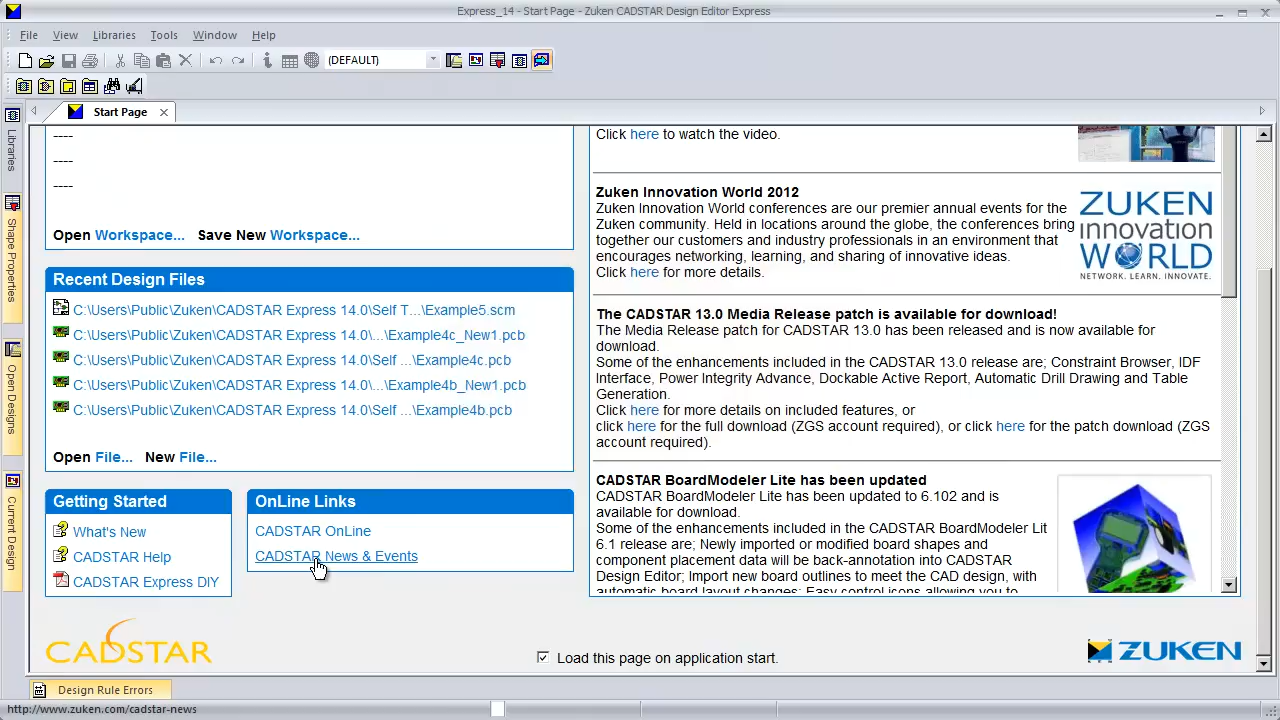 Express_14 - Start Page - Zuken CADSTAR Design Editor Express
File View Libraries Tools Window Help
(DEFAULT)
Start Page
Libraries
Shape Properties
Open Designs
Current Design
----
----
----
Open Workspace... Save New Workspace...
Recent Design Files
C:\Users\Public\Zuken\CADSTAR Express 14.0\Self T...\Example5.scm
C:\Users\Public\Zuken\CADSTAR Express 14.0\...\Example4c_New1.pcb
C:\Users\Public\Zuken\CADSTAR Express 14.0\Self ...\Example4c.pcb
C:\Users\Public\Zuken\CADSTAR Express 14.0\...\Example4b_New1.pcb
C:\Users\Public\Zuken\CADSTAR Express 14.0\Self ...\Example4b.pcb
Open File... New File...
Getting Started
What's New
CADSTAR Help
CADSTAR Express DIY
OnLine Links
CADSTAR OnLine
CADSTAR News & Events
Click here to watch the video.
Zuken Innovation World 2012
Zuken Innovation World conferences are our premier annual events for the
Zuken community. Held in locations around the globe, the conferences bring
together our customers and industry professionals in an environment that
encourages networking, learning, and sharing of innovative ideas.
Click here for more details.
ZUKEN
innovation
WORLD
NETWORK. LEARN. INNOVATE.
The CADSTAR 13.0 Media Release patch is available for download!
The Media Release patch for CADSTAR 13.0 has been released and is now available for
download.
Some of the enhancements included in the CADSTAR 13.0 release are; Constraint Browser, IDF
Interface, Power Integrity Advance, Dockable Active Report, Automatic Drill Drawing and Table
Generation.
Click here for more details on included features, or
click here for the full download (ZGS account required), or click here for the patch download (ZGS
account required).
CADSTAR BoardModeler Lite has been updated
CADSTAR BoardModeler Lite has been updated to 6.102 and is
available for download.
Some of the enhancements included in the CADSTAR BoardModeler Lit
6.1 release are; Newly imported or modified board shapes and
component placement data will be back-annotation into CADSTAR
Design Editor; Import new board outlines to meet the CAD design, with
automatic board layout changes; Easy control icons allowing you to
CADSTAR
Load this page on application start.
ZUKEN
Design Rule Errors
http://www.zuken.com/cadstar-news